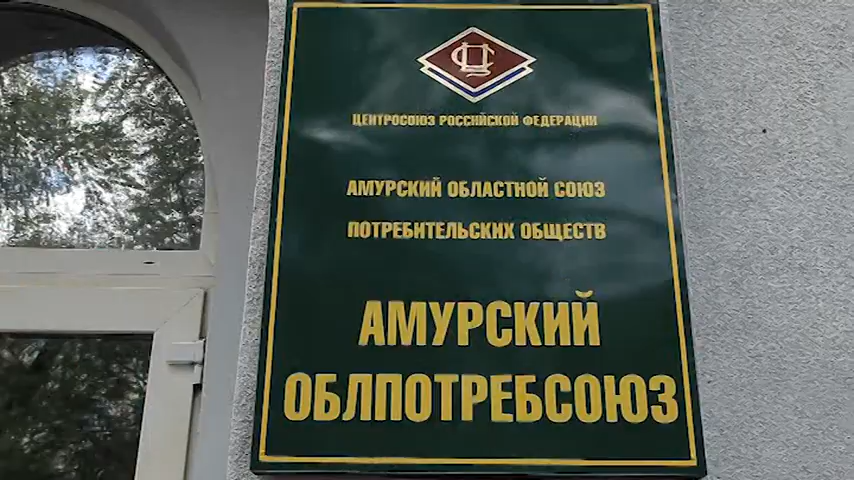 ЦЕНТРОСОЮЗ РОССИЙСКОЙ ФЕДЕРАЦИИ
АМУРСКИЙ ОБЛАСТНОЙ СОЮЗ
ПОТРЕБИТЕЛЬСКИХ ОБЩЕСТВ
АМУРСКИЙ
ОБЛПОТРЕБСОЮЗ